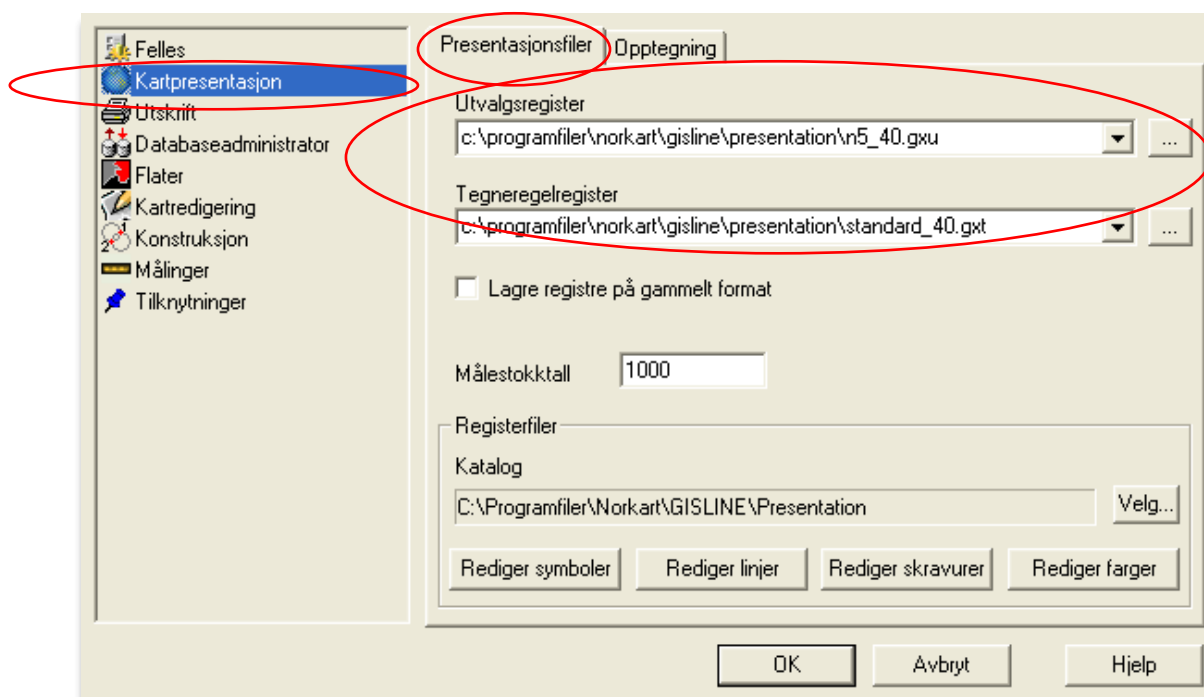 Felles
Kartpresentasjon
Utskrift
Databaseadministrator
Flater
Kartredigering
Konstruksjon
Målinger
Tilknytninger
Presentasjonsfiler
Opptegning
Utvalgsregister
c:\programfiler\norkart\gisline\presentation\n5_40.gxu
...
Tegneregelregister
c:\programfiler\norkart\gisline\presentation\standard_40.gxt
...
Lagre registre på gammelt format
Målestokktall 1000
Registerfiler
Katalog
C:\Programfiler\Norkart\GISLINE\Presentation
Velg...
Rediger symboler Rediger linjer Rediger skravurer Rediger farger
OK Avbryt Hjelp